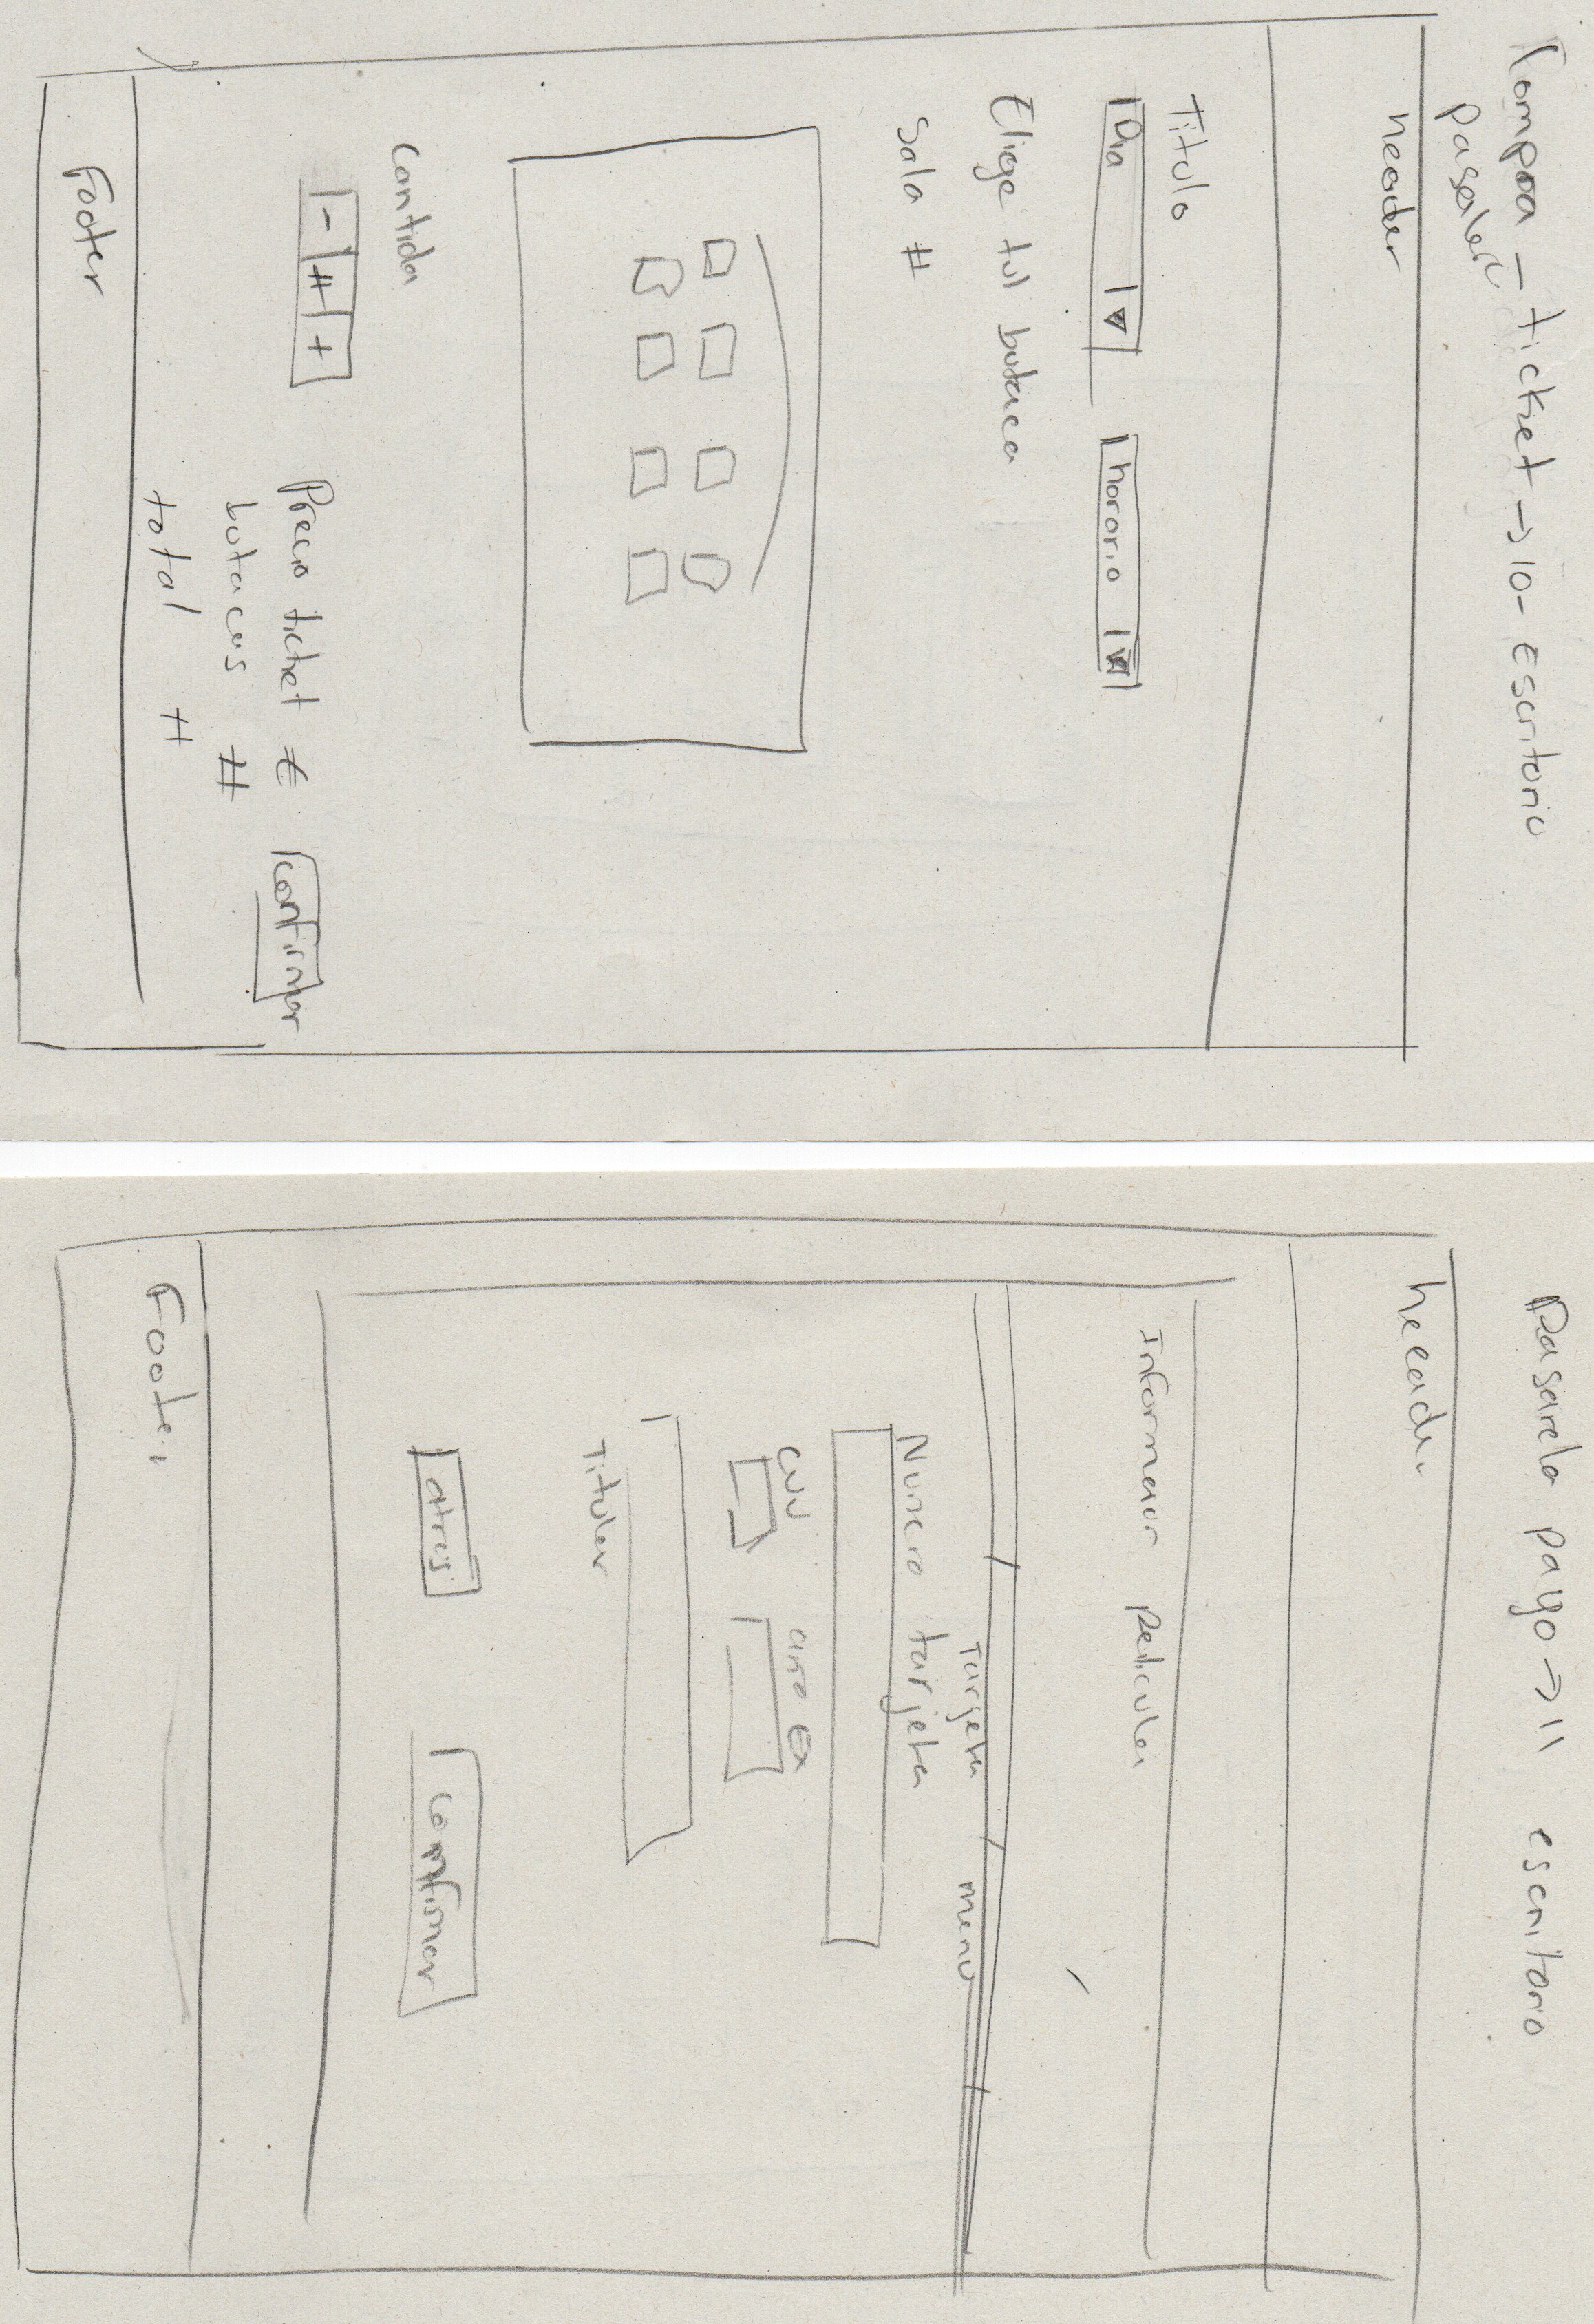 Compra - ticket → 10- Escritorio
header
Titulo
Dia
horario
Elige tu butaca
Sala #
Cantida
- # +
Precio ticket € confirmar
butacas #
total #
Footer
Pasarela pago → 11 escritorio
header
Informacion pelicula
Tarjeta menu
Numero tarjeta
CVV año Ex
Titular
atras confirmar
Footer